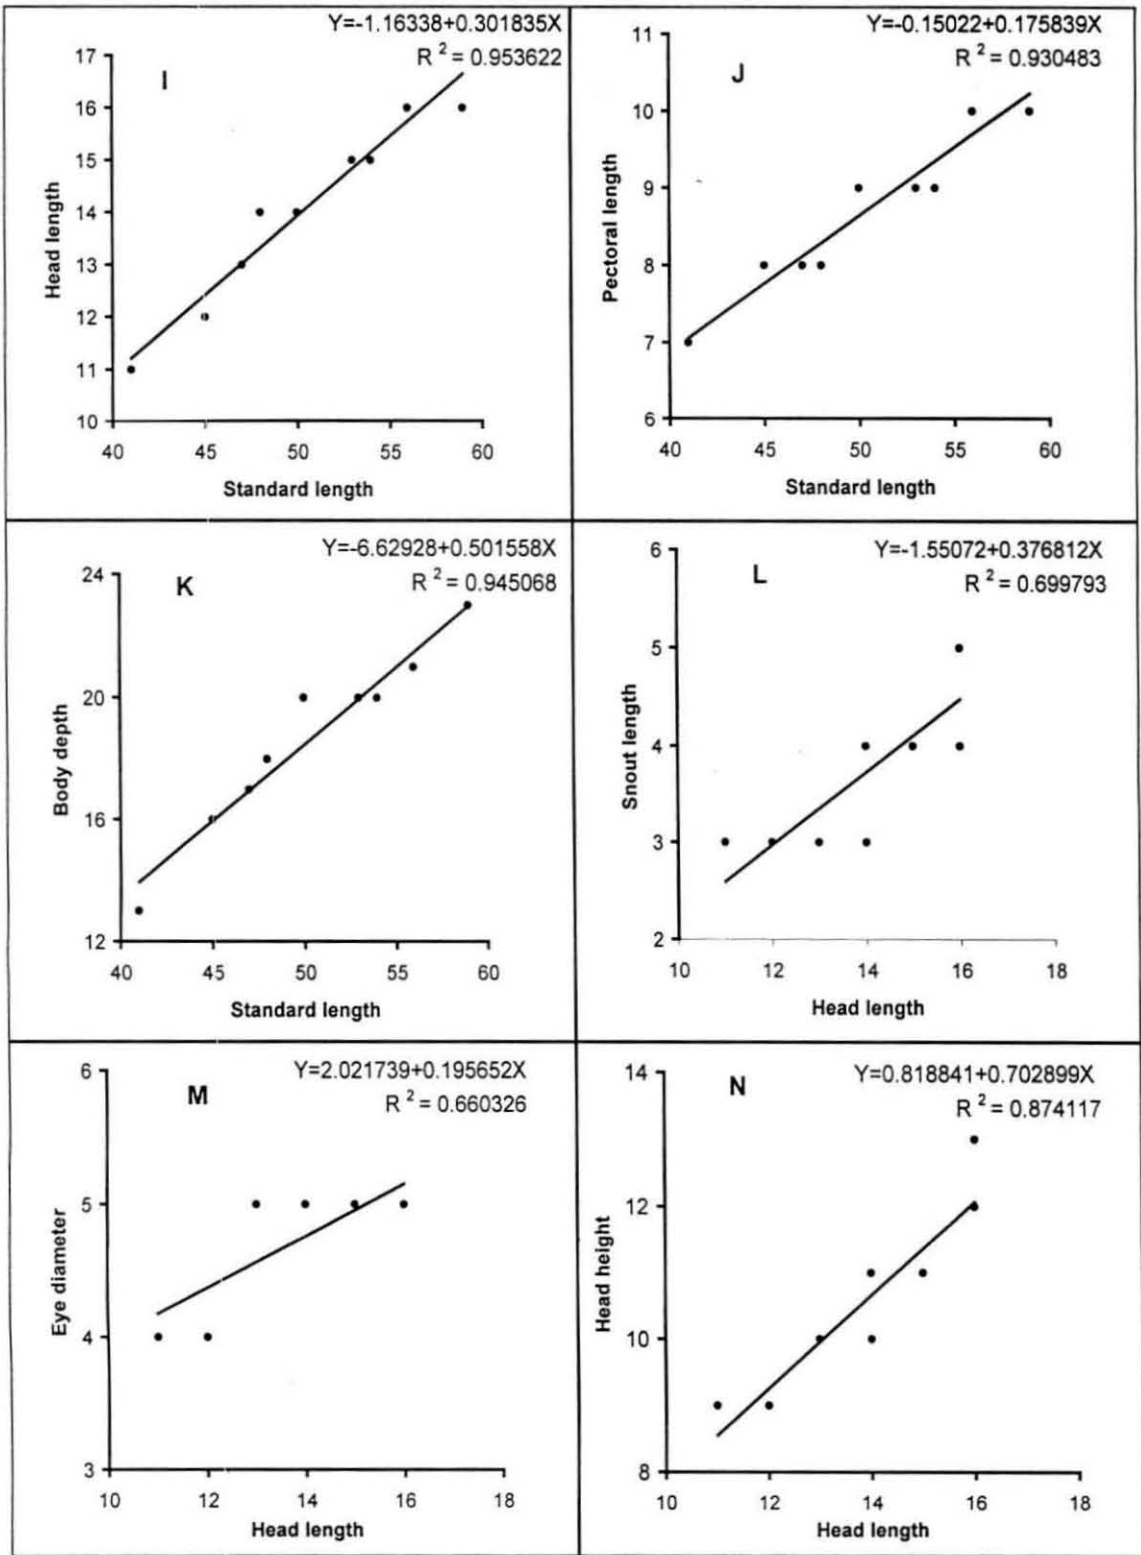 Y=-1.16338+0.301835X
R 2 = 0.953622
I
17
16
15
14
13
12
11
10
Head length
40 45 50 55 60
Standard length
Y=-0.15022+0.175839X
R 2 = 0.930483
J
11
10
9
8
7
6
Pectoral length
40 45 50 55 60
Standard length
Y=-6.62928+0.501558X
R 2 = 0.945068
K
24
20
16
12
Body depth
40 45 50 55 60
Standard length
Y=-1.55072+0.376812X
R 2 = 0.699793
L
6
5
4
3
2
Snout length
10 12 14 16 18
Head length
Y=2.021739+0.195652X
R 2 = 0.660326
M
6
5
4
3
Eye diameter
10 12 14 16 18
Head length
Y=0.818841+0.702899X
R 2 = 0.874117
N
14
12
10
8
Head height
10 12 14 16 18
Head length